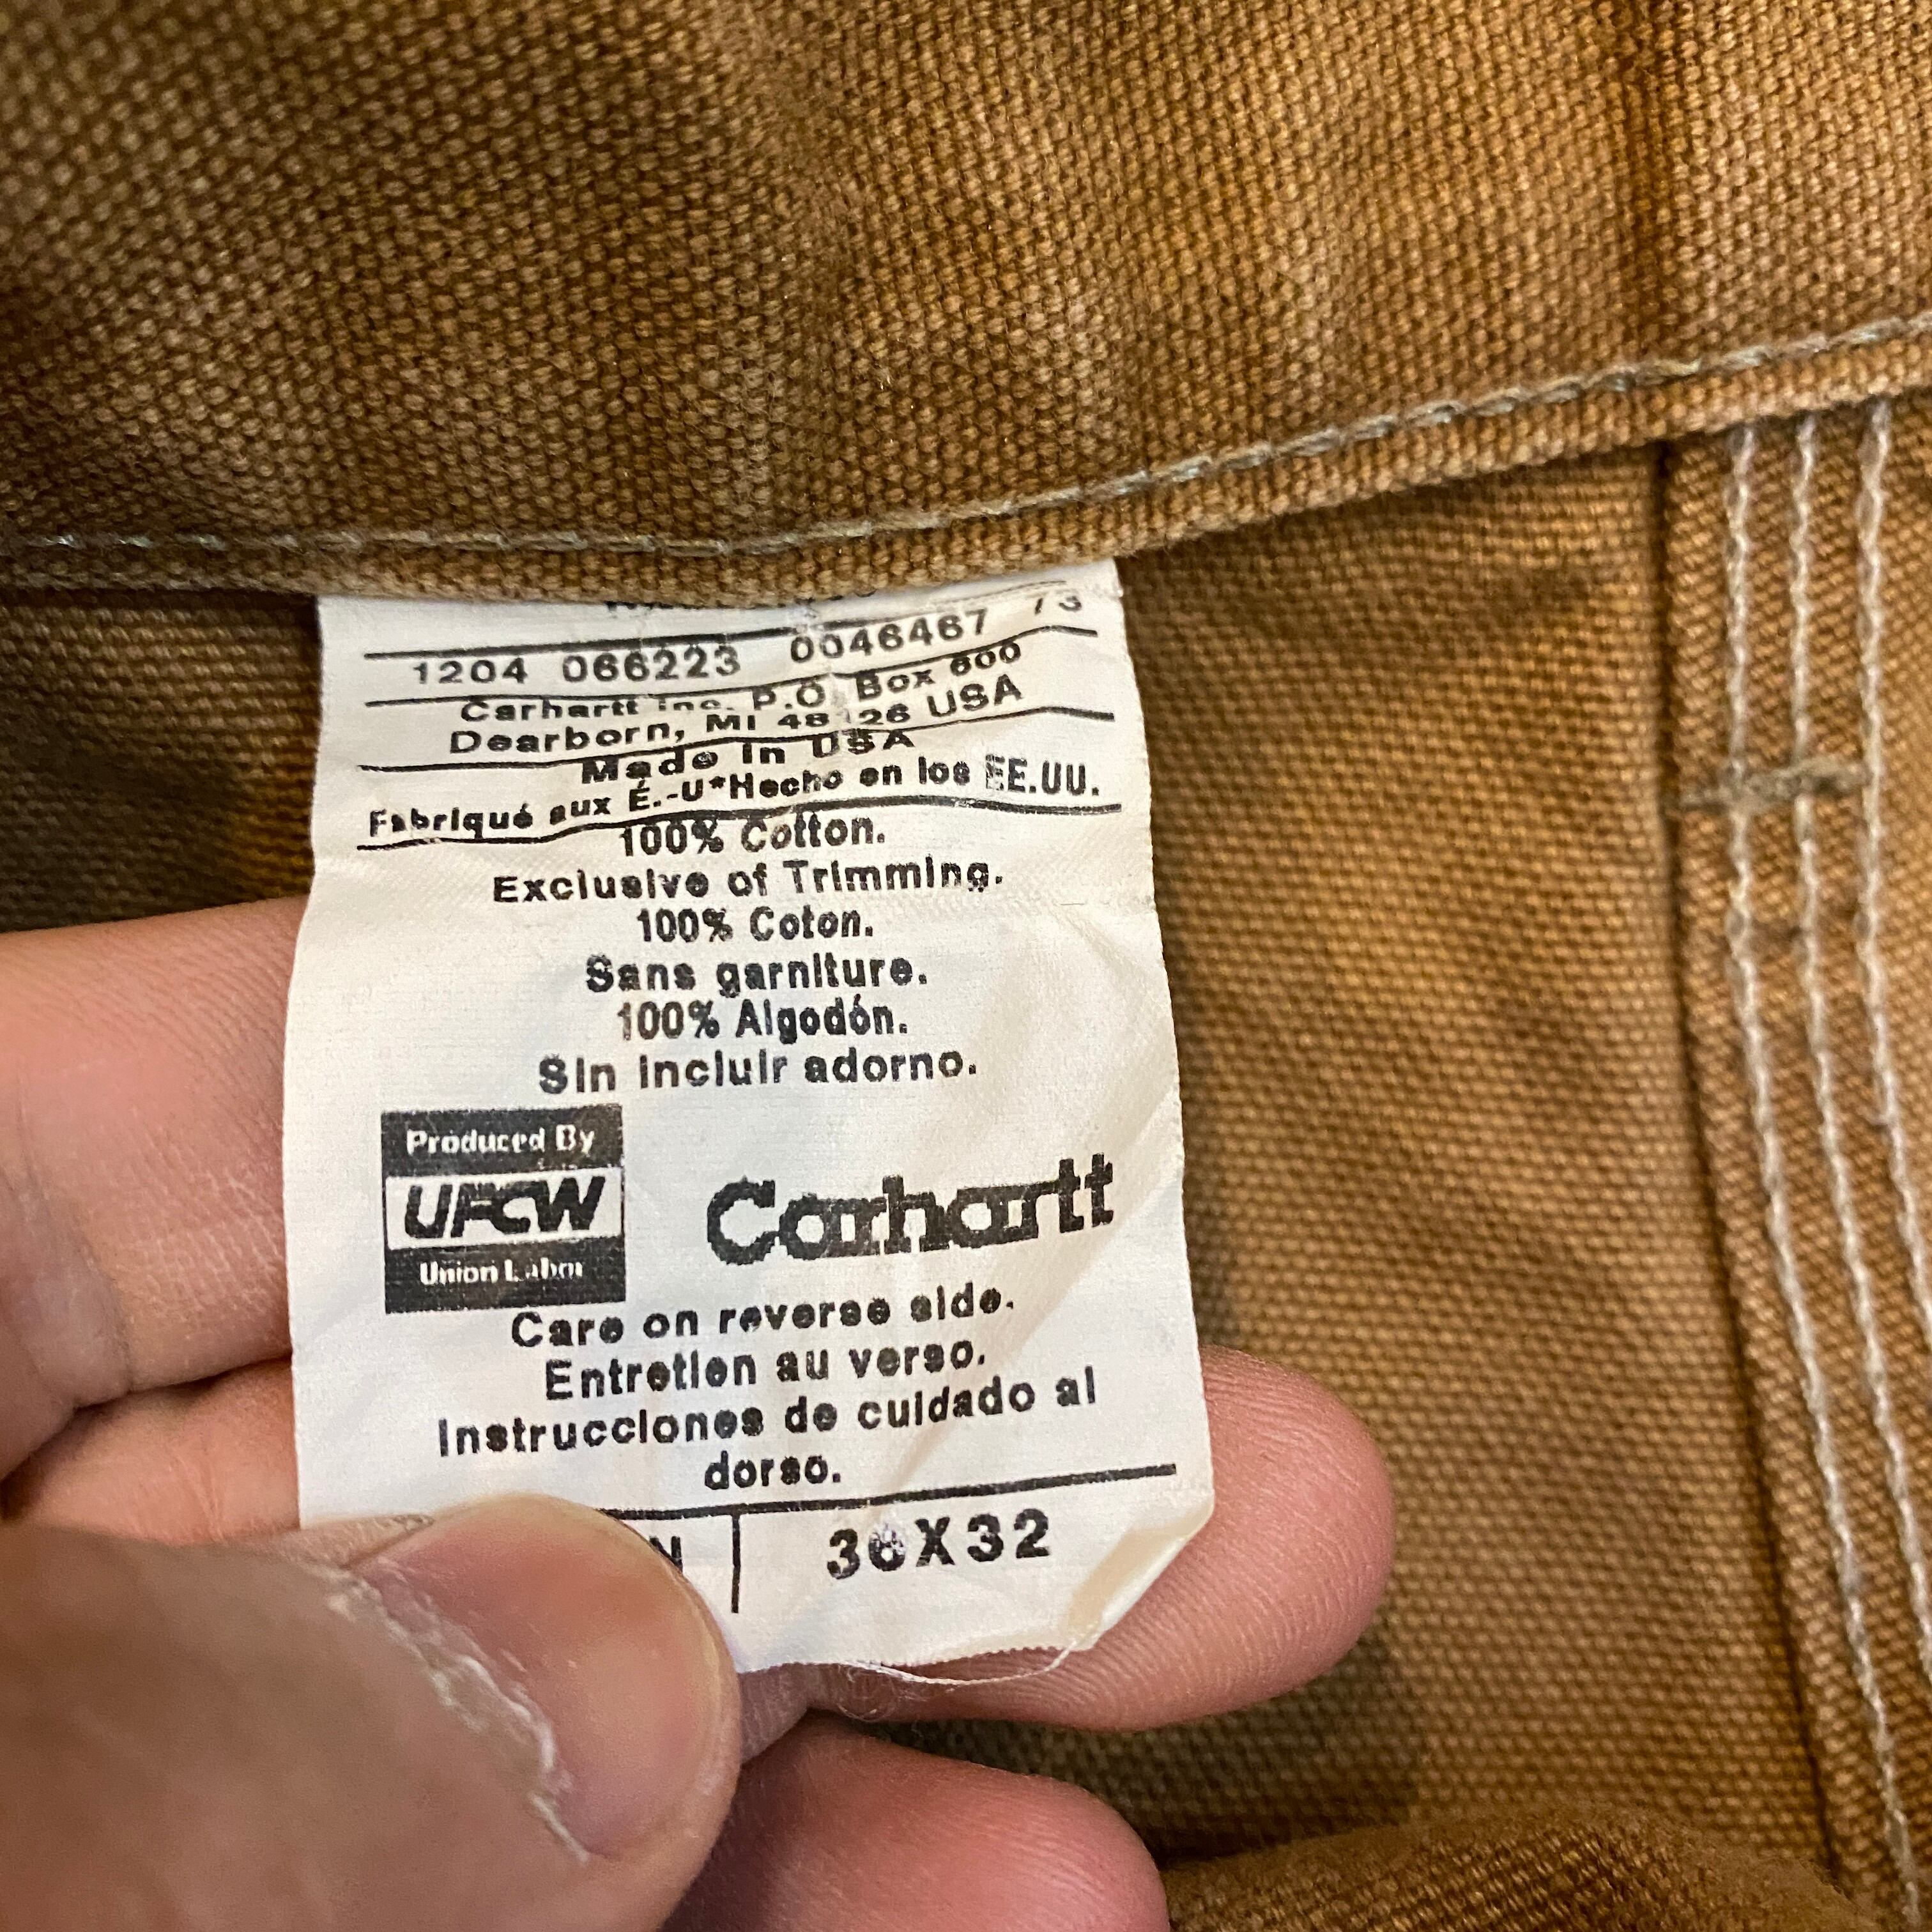 1204 066223 0046467 73
Carhartt Inc. P.O. Box 600
Dearborn, MI 48126 USA
Made in USA
Fabriqué aux É.-U*Hecho en los EE.UU.
100% Cotton.
Exclusive of Trimming.
100% Coton.
Sans garniture.
100% Algodón.
Sin incluir adorno.
Produced By
UFCW
Union Labor
Carhartt
Care on reverse side.
Entretien au verso.
Instrucciones de cuidado al
dorso.
36X32